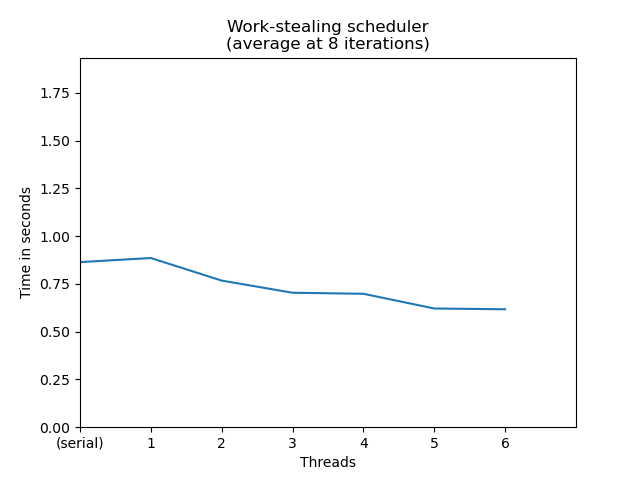 Work-stealing scheduler
(average at 8 iterations)
Time in seconds
1.75
1.50
1.25
1.00
0.75
0.50
0.25
0.00
(serial) 1 2 3 4 5 6
Threads